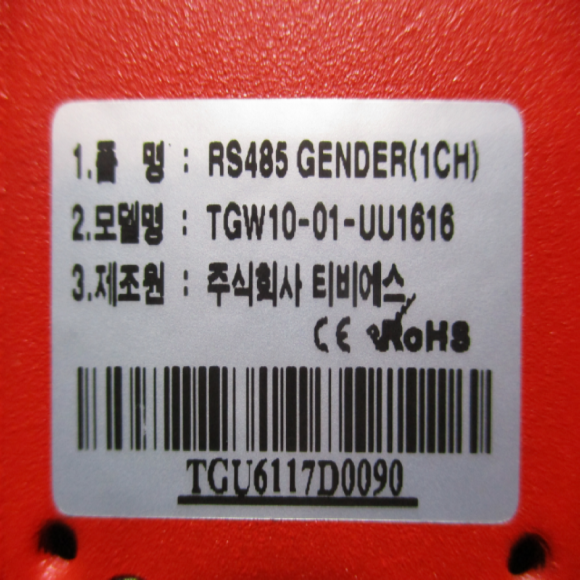 1.품 명 : RS485 GENDER(1CH)
2.모델명 : TGW10-01-UU1616
3.제조원 : 주식회사 티비에스
CE RoHS
TGU6117D0090